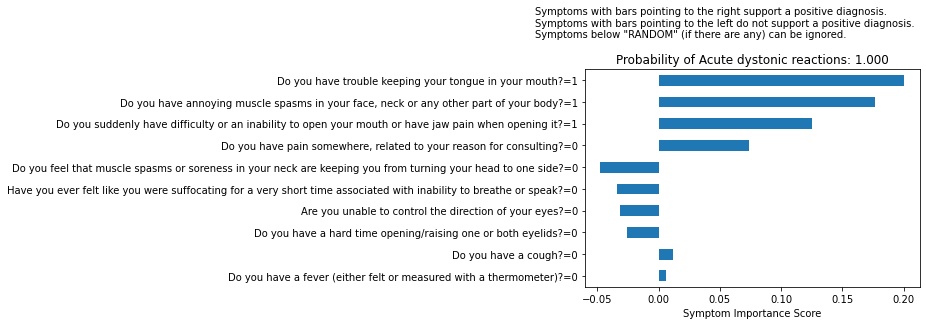 Symptoms with bars pointing to the right support a positive diagnosis.
Symptoms with bars pointing to the left do not support a positive diagnosis.
Symptoms below "RANDOM" (if there are any) can be ignored.
Probability of Acute dystonic reactions: 1.000
Do you have trouble keeping your tongue in your mouth?=1
Do you have annoying muscle spasms in your face, neck or any other part of your body?=1
Do you suddenly have difficulty or an inability to open your mouth or have jaw pain when opening it?=1
Do you have pain somewhere, related to your reason for consulting?=0
Do you feel that muscle spasms or soreness in your neck are keeping you from turning your head to one side?=0
Have you ever felt like you were suffocating for a very short time associated with inability to breathe or speak?=0
Are you unable to control the direction of your eyes?=0
Do you have a hard time opening/raising one or both eyelids?=0
Do you have a cough?=0
Do you have a fever (either felt or measured with a thermometer)?=0
−0.05 0.00 0.05 0.10 0.15 0.20
Symptom Importance Score